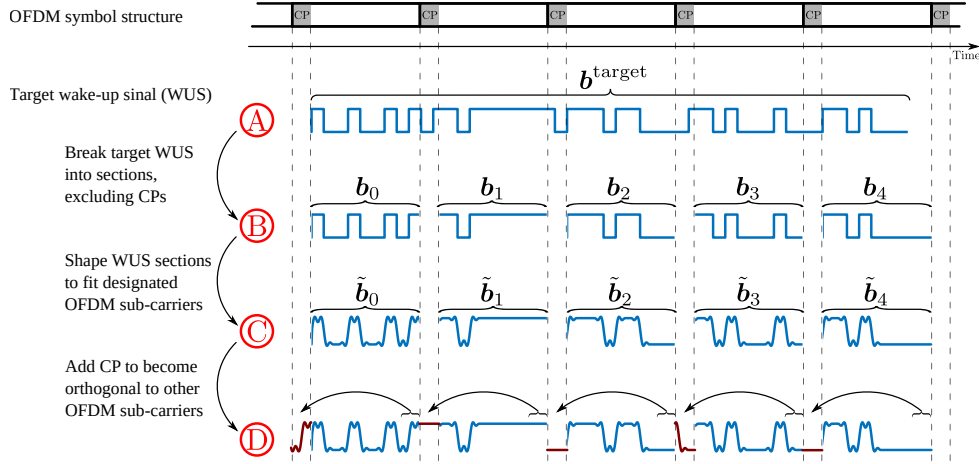 OFDM symbol structure
CP CP CP CP CP CP
Time
b^target
Target wake-up sinal (WUS)
A
Break target WUS
into sections,
excluding CPs
b_0 b_1 b_2 b_3 b_4
B
Shape WUS sections
to fit designated
OFDM sub-carriers
b̃_0 b̃_1 b̃_2 b̃_3 b̃_4
C
Add CP to become
orthogonal to other
OFDM sub-carriers
D